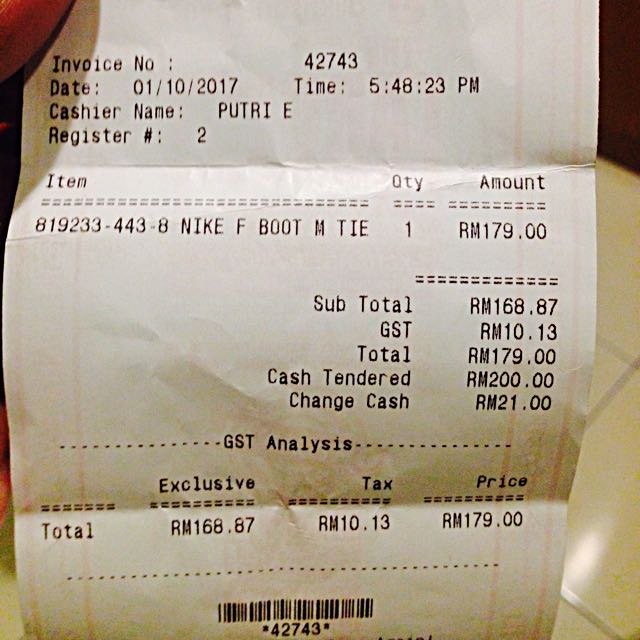 Invoice No : 42743
Date: 01/10/2017 Time: 5:48:23 PM
Cashier Name: PUTRI E
Register #: 2
Item Qty Amount
============================== ==== =========
819233-443-8 NIKE F BOOT M TIE 1 RM179.00
=============
Sub Total RM168.87
GST RM10.13
Total RM179.00
Cash Tendered RM200.00
Change Cash RM21.00
----------------GST Analysis----------------
Exclusive Tax Price
======= ========== ========== ==========
Total RM168.87 RM10.13 RM179.00
--------------------------------------------
*42743*